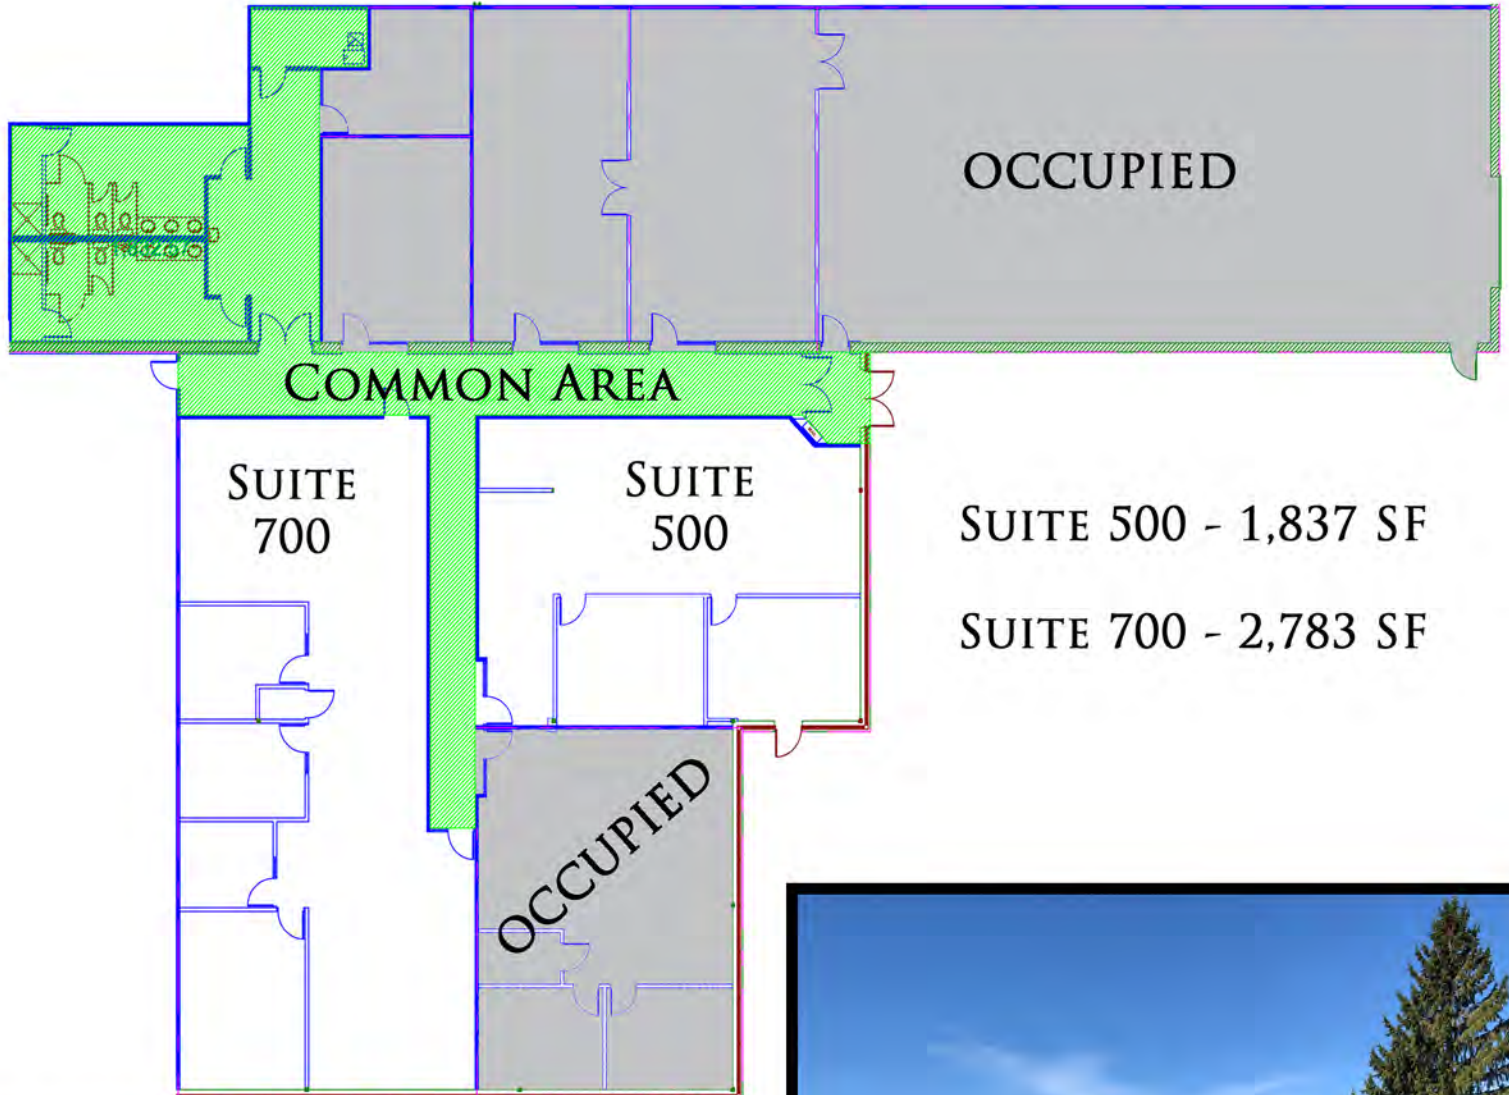 OCCUPIED
COMMON AREA
SUITE
700
SUITE
500
SUITE 500 - 1,837 SF
SUITE 700 - 2,783 SF
OCCUPIED